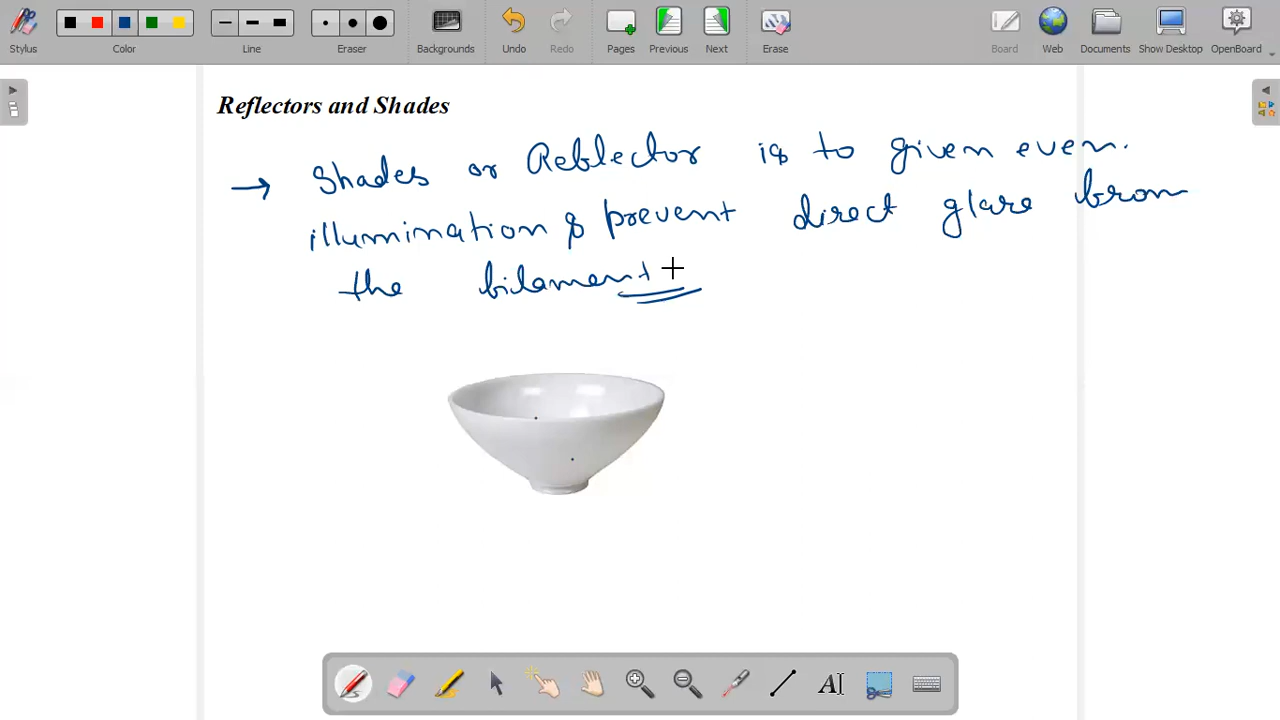 Stylus
Color
Line
Eraser
Backgrounds
Undo
Redo
Pages
Previous
Next
Erase
Board
Web
Documents
Show Desktop
OpenBoard
Reflectors and Shades
→ Shades or Reflector is to given even.
illumination & prevent direct glare from
the filament